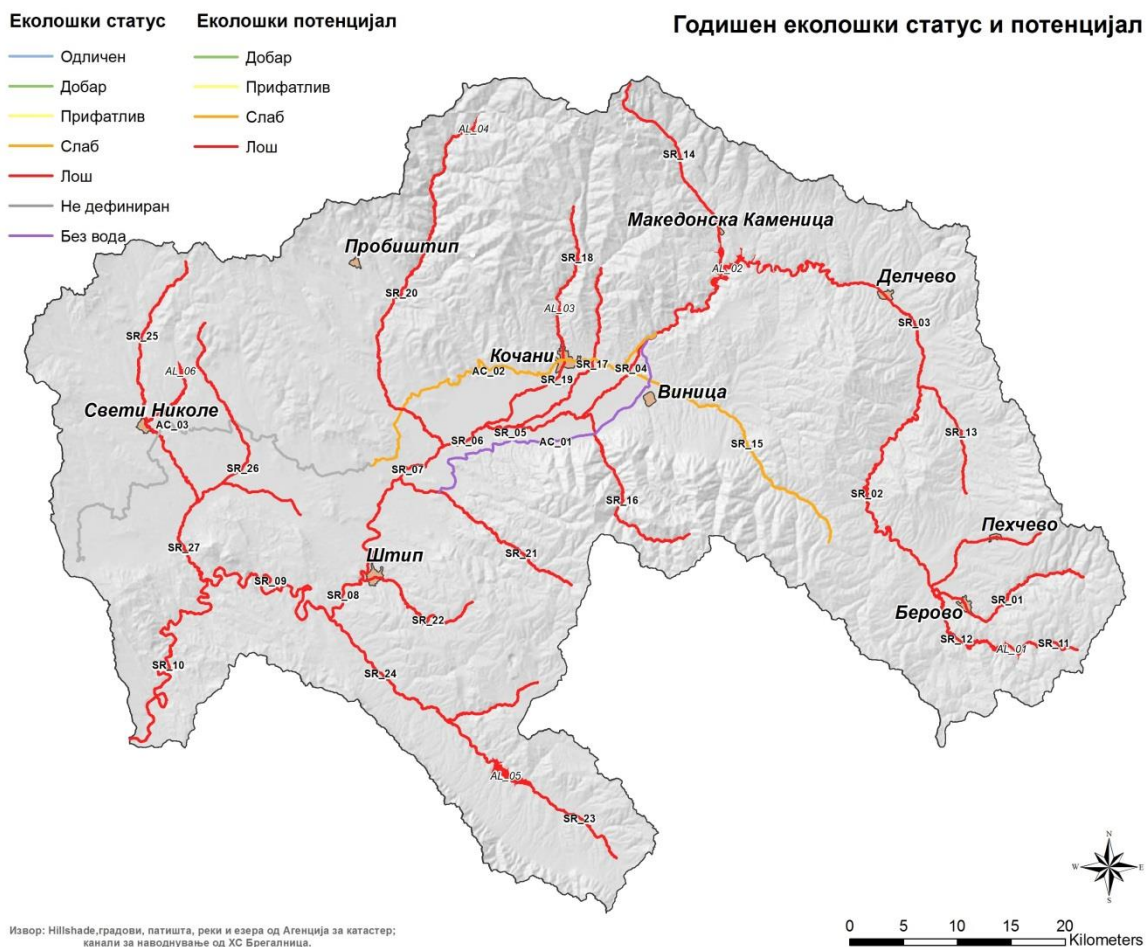 Годишен еколошки статус и потенцијал
Еколошки статус
Одличен
Добар
Прифатлив
Слаб
Лош
Не дефиниран
Без вода
Еколошки потенцијал
Добар
Прифатлив
Слаб
Лош
AL_04
SR_14
Македонска Каменица
Пробиштип
SR_18
AL_02
Делчево
SR_20
AL_03
SR_03
SR_25
Кочани
SR_17
AC_02
SR_04
AL_06
SR_19
Виница
Свети Николе
AC_03
SR_05
SR_06
AC_01
SR_15
SR_13
SR_26
SR_07
SR_16
SR_02
Пехчево
SR_27
SR_21
Штип
SR_09
SR_08
SR_22
SR_01
Берово
SR_12
AL_01
SR_11
SR_10
SR_24
AL_05
SR_23
N
W
E
S
0 5 10 15 20
Kilometers
Извор: Hillshade,градови, патишта, реки и езера од Агенција за катастер;
канали за наводнување од ХС Брегалница.